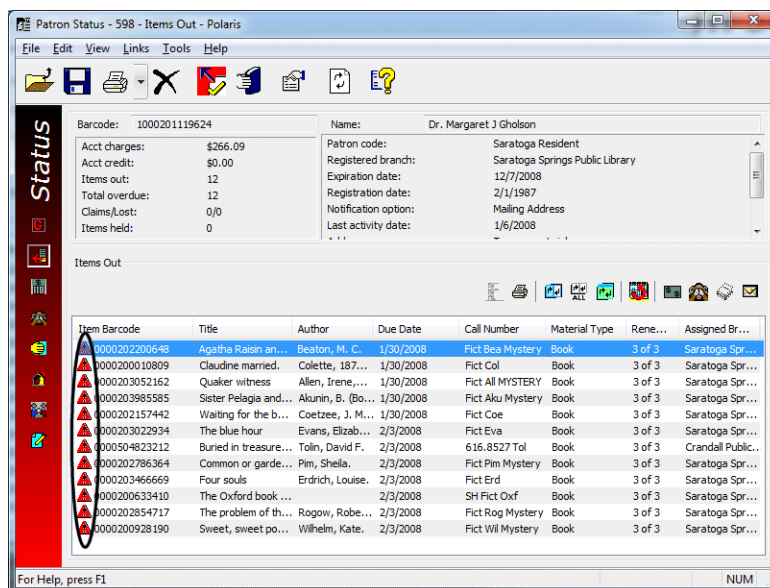 Patron Status - 598 - Items Out - Polaris
File Edit View Links Tools Help
Status
Barcode: 1000201119624 Name: Dr. Margaret J Gholson
Acct charges: $266.09
Acct credit: $0.00
Items out: 12
Total overdue: 12
Claims/Lost: 0/0
Items held: 0
Patron code: Saratoga Resident
Registered branch: Saratoga Springs Public Library
Expiration date: 12/7/2008
Registration date: 2/1/1987
Notification option: Mailing Address
Last activity date: 1/6/2008
Items Out
ALL
Item Barcode Title Author Due Date Call Number Material Type Rene... Assigned Br...
0000202200648 Agatha Raisin an... Beaton, M. C. 1/30/2008 Fict Bea Mystery Book 3 of 3 Saratoga Spr...
0000200010809 Claudine married. Colette, 187... 1/30/2008 Fict Col Book 3 of 3 Saratoga Spr...
0000203052162 Quaker witness Allen, Irene,... 1/30/2008 Fict All MYSTERY Book 3 of 3 Saratoga Spr...
0000203985585 Sister Pelagia and... Akunin, B. (Bo... 1/30/2008 Fict Aku Mystery Book 3 of 3 Saratoga Spr...
0000202157442 Waiting for the b... Coetzee, J. M... 1/30/2008 Fict Coe Book 3 of 3 Saratoga Spr...
0000203022934 The blue hour Evans, Elizab... 2/3/2008 Fict Eva Book 3 of 3 Saratoga Spr...
0000504823212 Buried in treasure... Tolin, David F. 2/3/2008 616.8527 Tol Book 3 of 3 Crandall Public...
0000202786364 Common or garde... Pim, Sheila. 2/3/2008 Fict Pim Mystery Book 3 of 3 Saratoga Spr...
0000203466669 Four souls Erdrich, Louise. 2/3/2008 Fict Erd Book 3 of 3 Saratoga Spr...
0000200633410 The Oxford book ... 2/3/2008 SH Fict Oxf Book 3 of 3 Saratoga Spr...
0000202854717 The problem of th... Rogow, Robe... 2/3/2008 Fict Rog Mystery Book 3 of 3 Saratoga Spr...
0000200928190 Sweet, sweet po... Wilhelm, Kate. 2/3/2008 Fict Wil Mystery Book 3 of 3 Saratoga Spr...
For Help, press F1 NUM